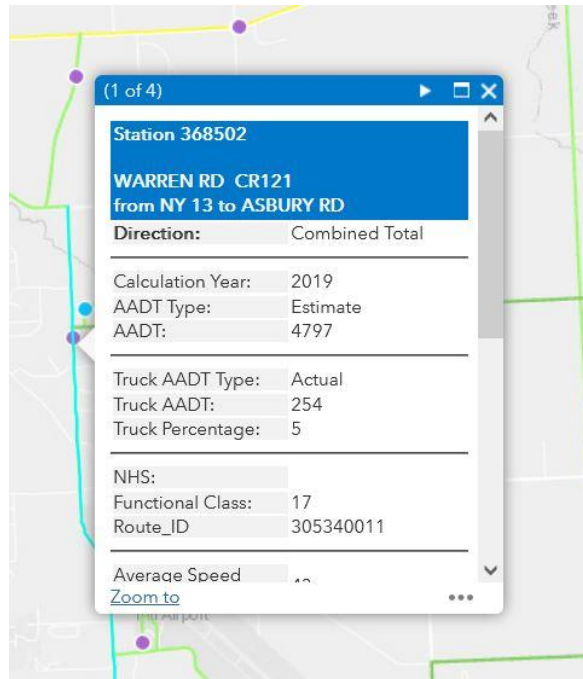 (1 of 4)
Station 368502
WARREN RD CR121
from NY 13 to ASBURY RD
Direction: Combined Total
Calculation Year: 2019
AADT Type: Estimate
AADT: 4797
Truck AADT Type: Actual
Truck AADT: 254
Truck Percentage: 5
NHS:
Functional Class: 17
Route_ID 305340011
Average Speed
Zoom to
Airport